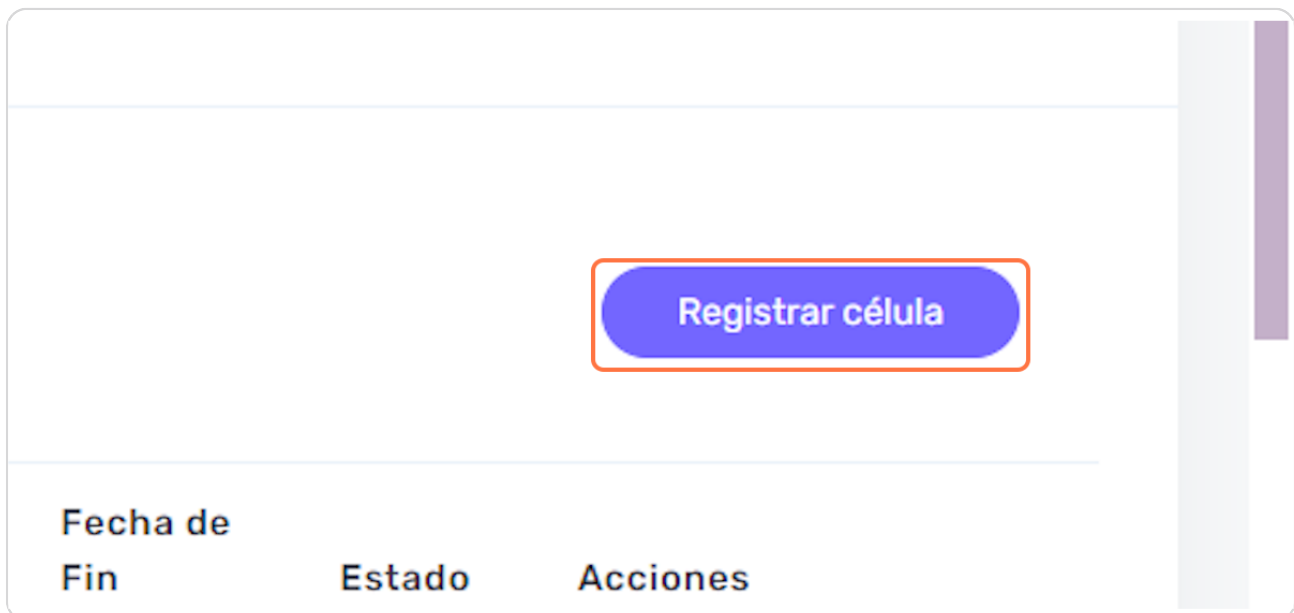 Registrar célula
Fecha de
Fin Estado Acciones